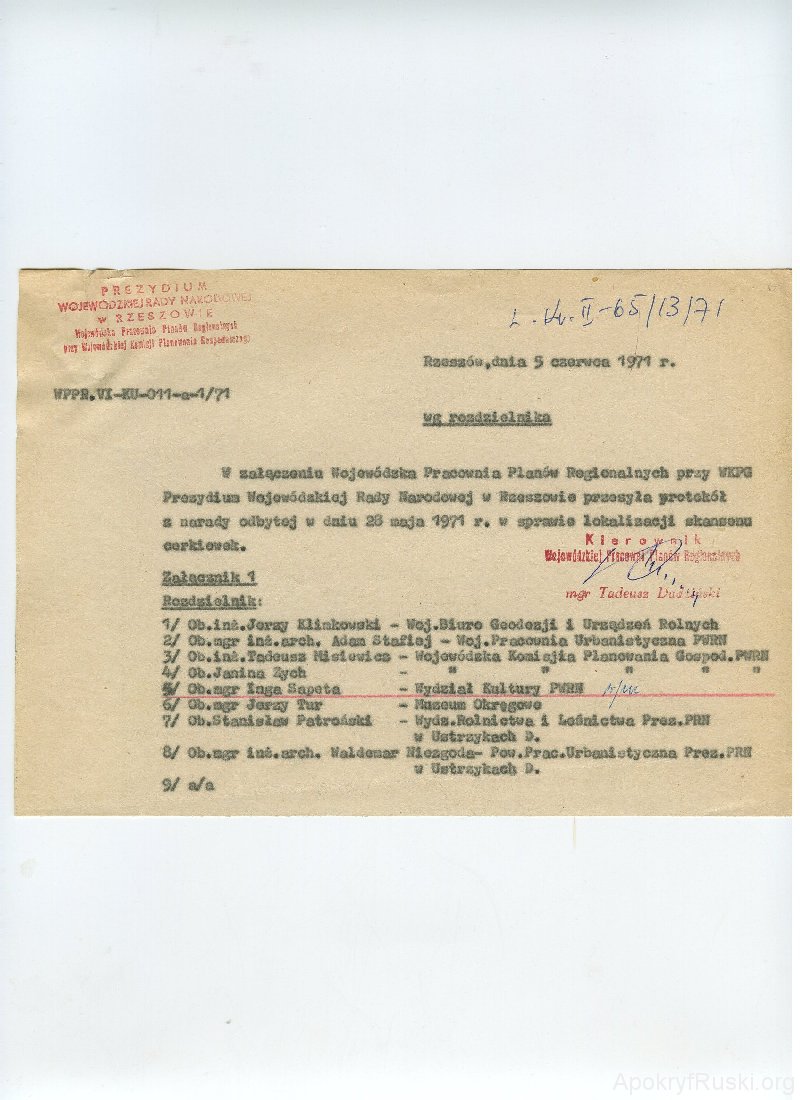 PREZYDIUM
WOJEWÓDZKIEJ RADY NARODOWEJ
w RZESZOWIE
Wojewódzka Pracownia Planów Regionalnych
przy Wojewódzkiej Komisji Planowania Gospodarczego
II-65/13/71
Rzeszów,dnia 5 czerwca 1971 r.
WPPR.VI-KU-011-a-1/71
wg rozdzielnika
W załączeniu Wojewódzka Pracownia Planów Regionalnych przy WKPG
Prezydium Wojewódzkiej Rady Narodowej w Rzeszowie przesyła protokół
z narady odbytej w dniu 28 maja 1971 r. w sprawie lokalizacji skansenu
cerkiewek.
Kierownik
Wojewódzkiej Pracowni Planów Regionalnych
mgr Tadeusz
Załącznik 1
Rozdzielnik:
1/ Ob.inż.Jerzy Klimkowski - Woj.Biuro Geodezji i Urządzeń Rolnych
2/ Ob.mgr inż.arch. Adam Stafiej - Woj.Pracownia Urbanistyczna PWRN
3/ Ob.inż.Tadeusz Misiewicz - Wojewódzka Komisjia Planowania Gospod.PWRN
4/ Ob.Janina Zych - " " " " "
5/ Ob.mgr Inga Sapeta - Wydział Kultury PWRN
6/ Ob.mgr Jerzy Tur - Muzeum Okręgowe
7/ Ob.Stanisław Patroński - Wydz.Rolnictwa i Leśnictwa Prez.PRN
w Ustrzykach D.
8/ Ob.mgr inż.arch. Waldemar Niezgoda- Pow.Prac.Urbanistyczna Prez.PRN
w Ustrzykach D.
9/ a/a
ApokryfRuski.org